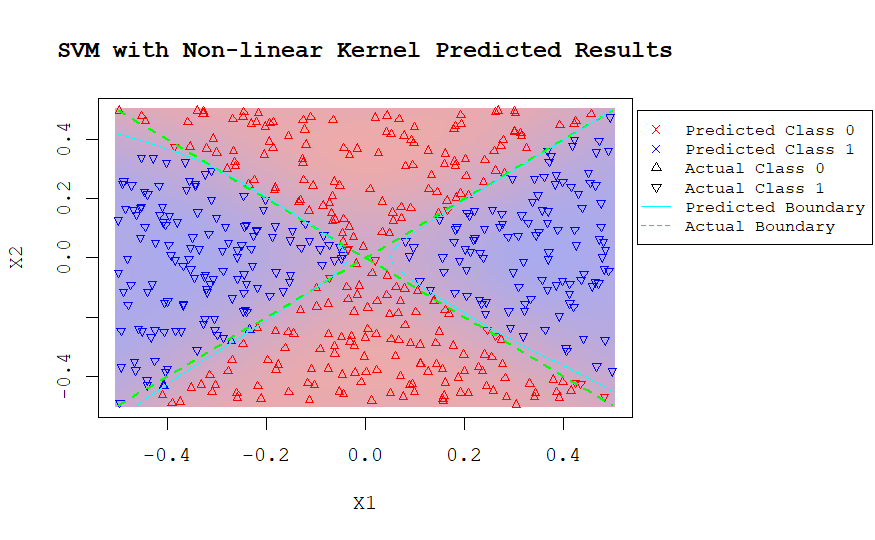 SVM with Non-linear Kernel Predicted Results
X2
0.4
0.2
0.0
-0.4
-0.4
-0.2
0.0
0.2
0.4
X1
Predicted Class 0
Predicted Class 1
Actual Class 0
Actual Class 1
Predicted Boundary
Actual Boundary